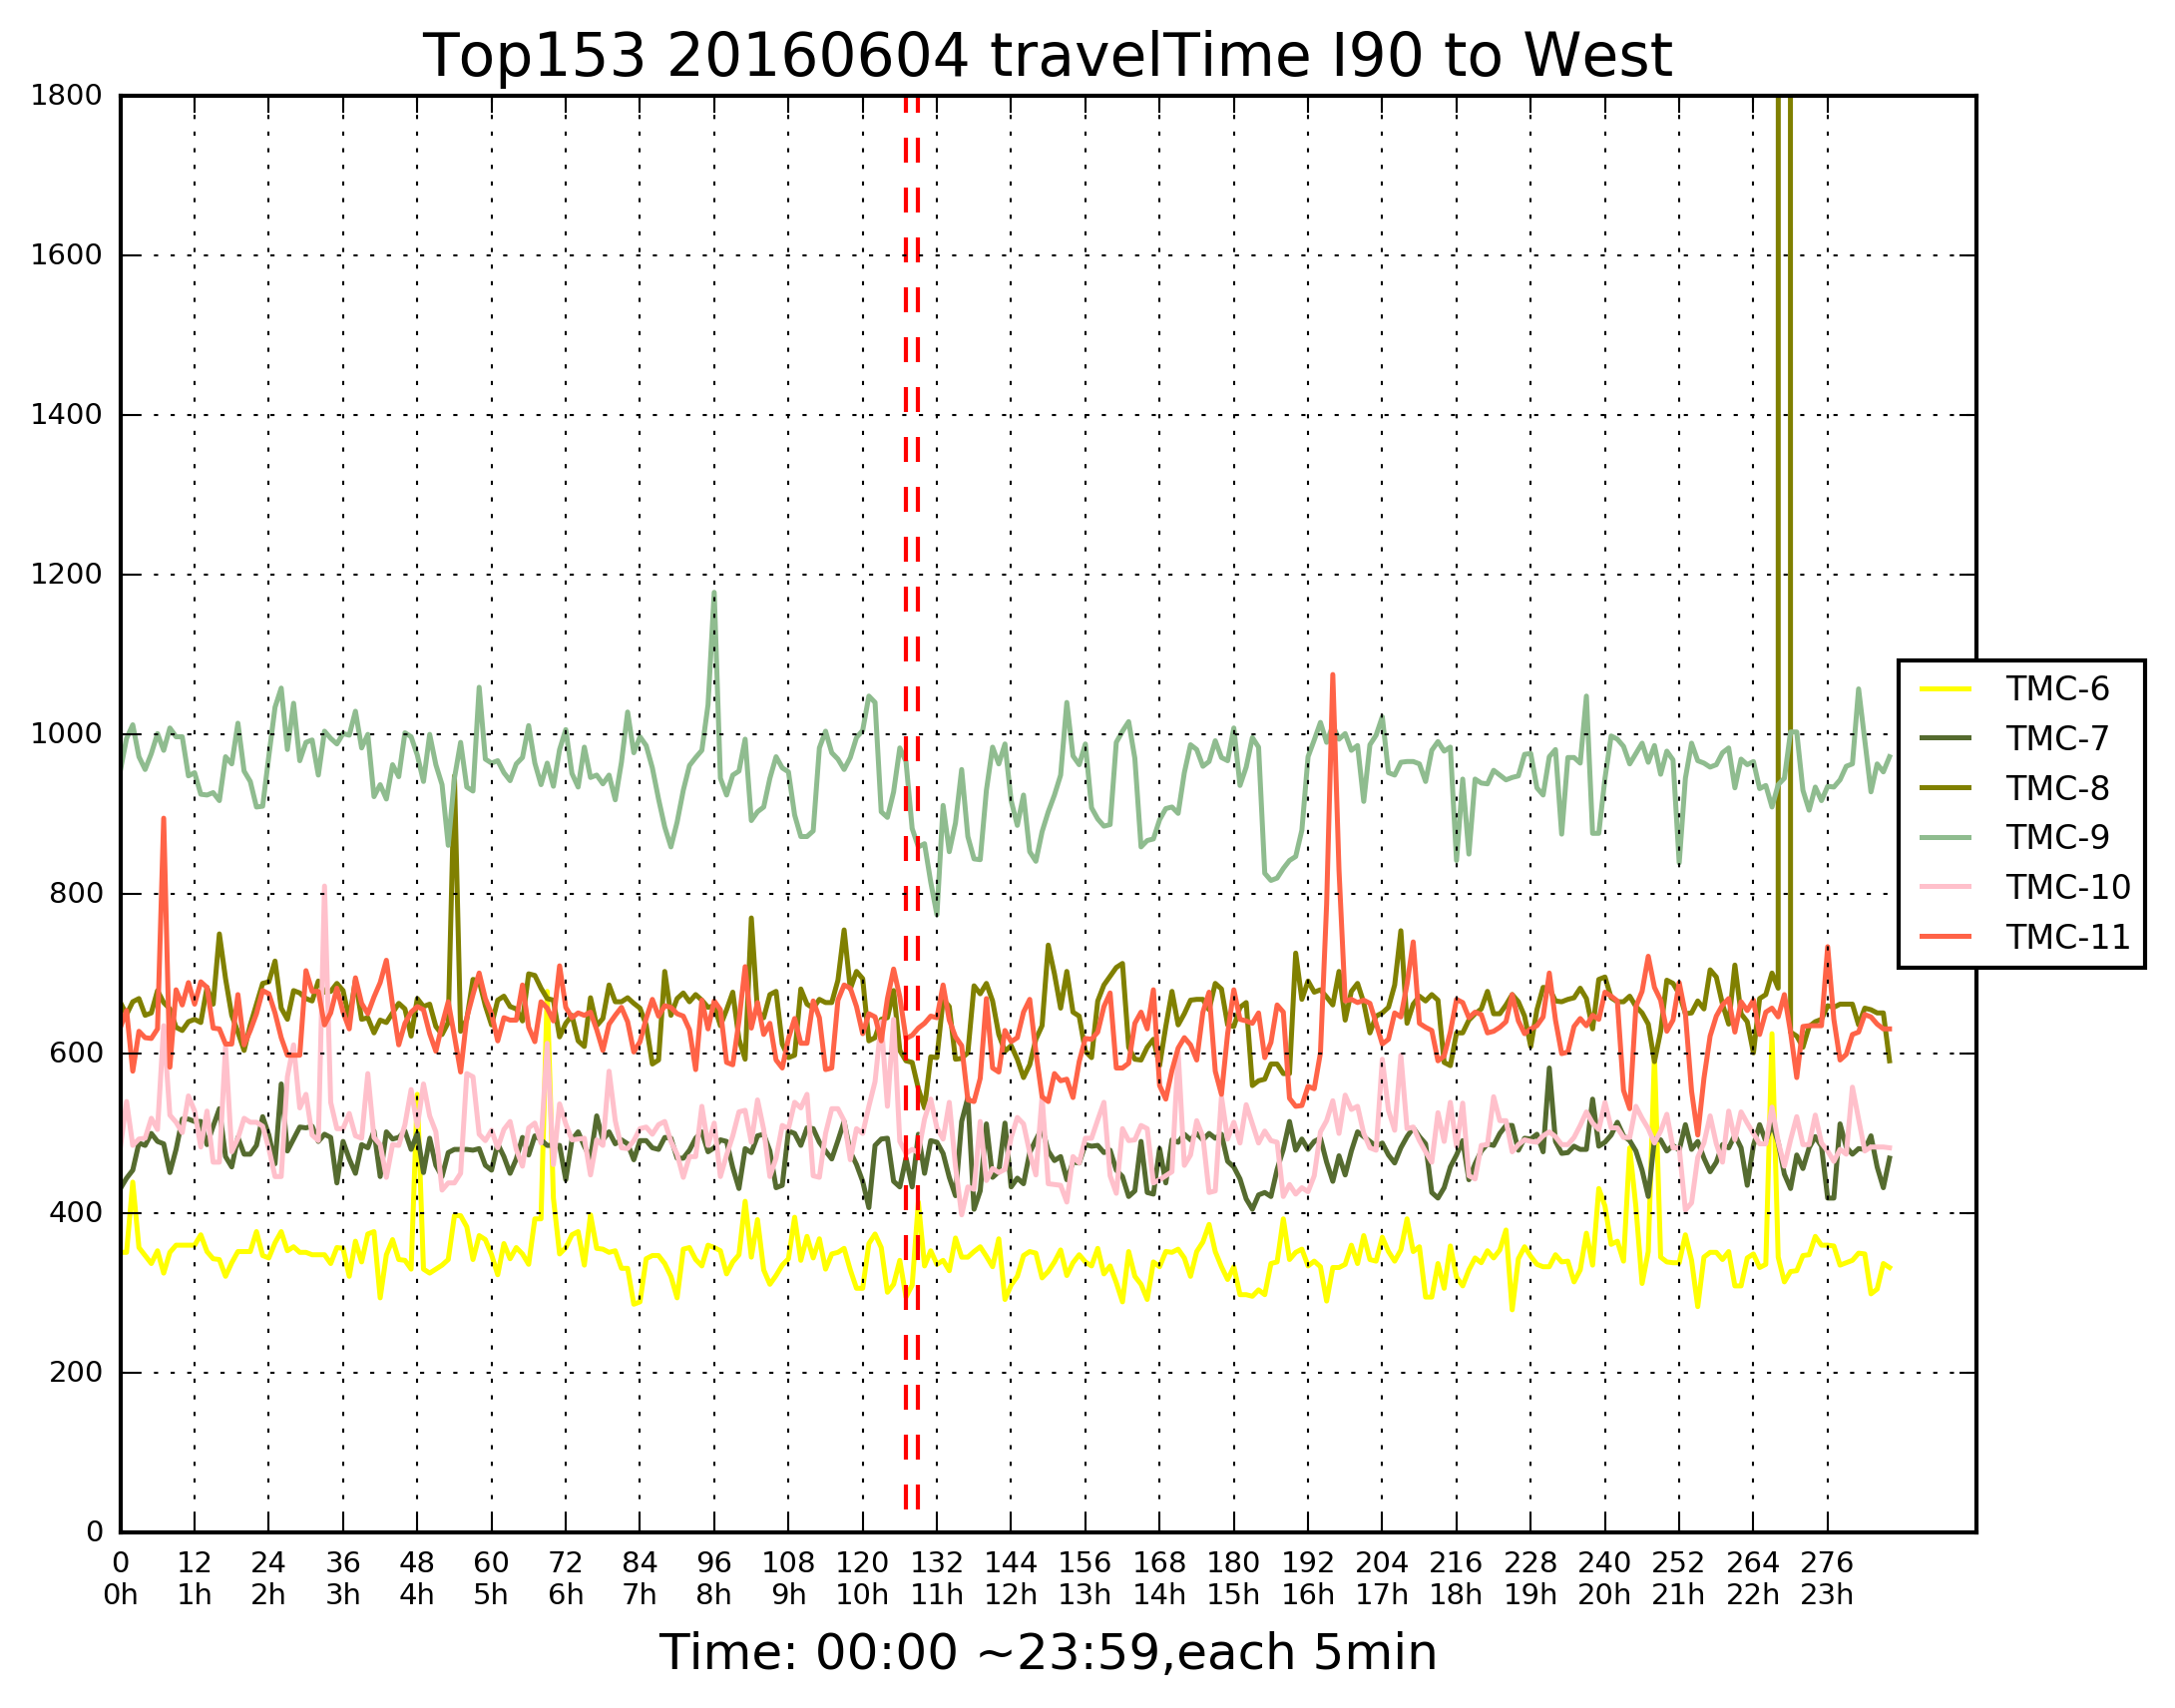 Top153 20160604 travelTime I90 to West
1800
1600
1400
1200
1000
800
600
400
200
0
TMC-6
TMC-7
TMC-8
TMC-9
TMC-10
TMC-11
0 12 24 36 48 60 72 84 96 108 120 132 144 156 168 180 192 204 216 228 240 252 264 276
0h 1h 2h 3h 4h 5h 6h 7h 8h 9h 10h 11h 12h 13h 14h 15h 16h 17h 18h 19h 20h 21h 22h 23h
Time: 00:00 ~23:59,each 5min